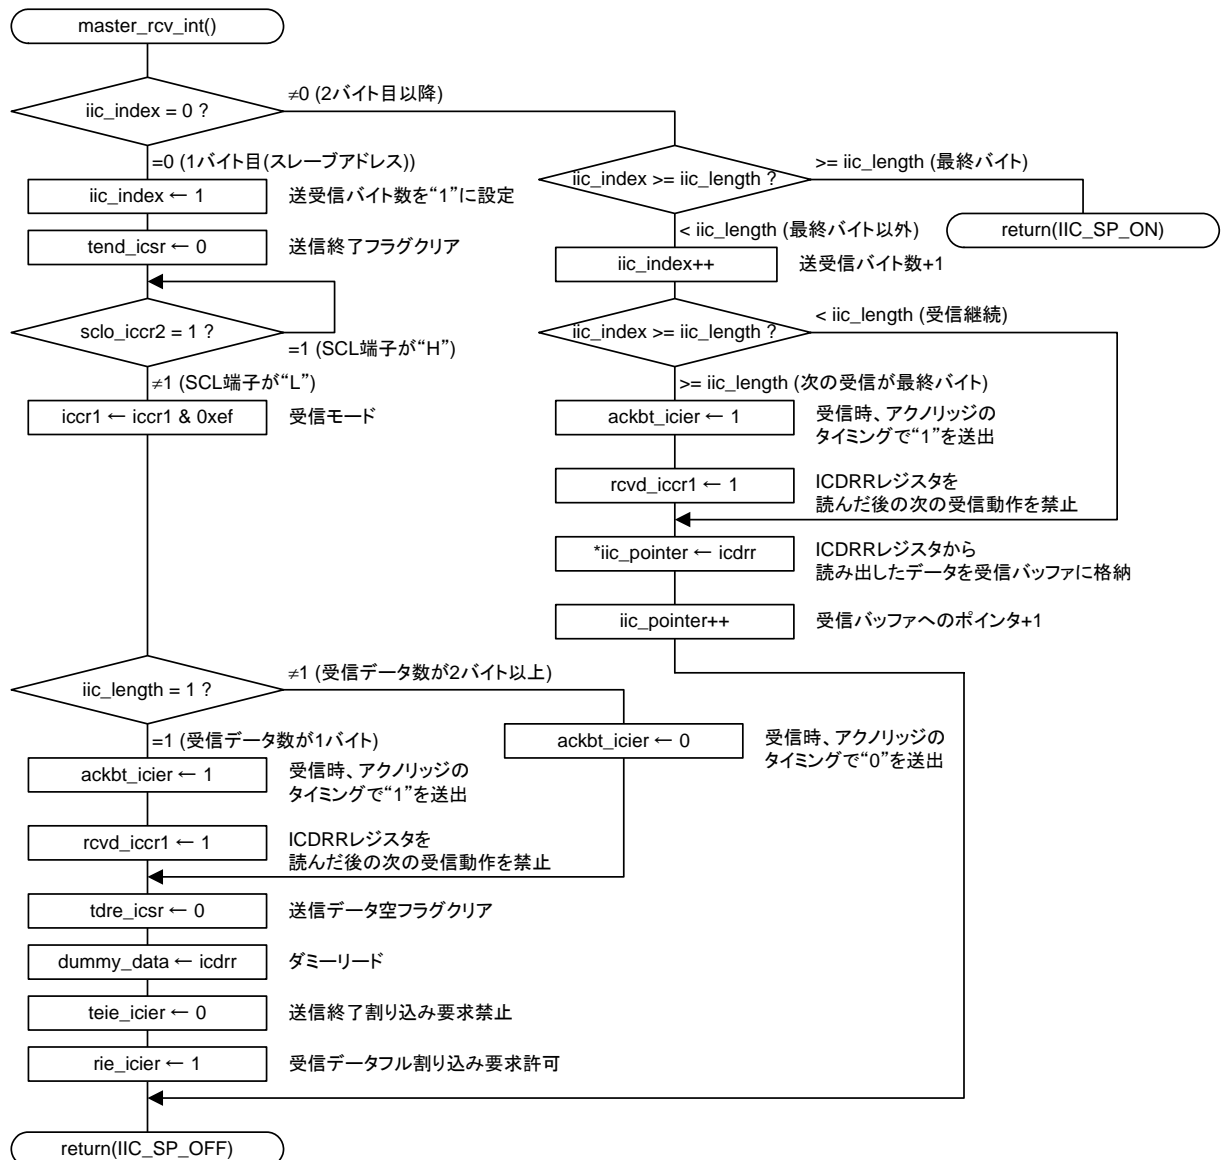 master_rcv_int()
iic_index = 0 ?
≠0 (2バイト目以降)
=0 (1バイト目(スレーブアドレス))
iic_index ← 1
送受信バイト数を“1”に設定
tend_icsr ← 0
送信終了フラグクリア
sclo_iccr2 = 1 ?
=1 (SCL端子が“H”)
≠1 (SCL端子が“L”)
iccr1 ← iccr1 & 0xef
受信モード
iic_index >= iic_length ?
>= iic_length (最終バイト)
return(IIC_SP_ON)
< iic_length (最終バイト以外)
iic_index++
送受信バイト数+1
iic_index >= iic_length ?
< iic_length (受信継続)
>= iic_length (次の受信が最終バイト)
ackbt_icier ← 1
受信時、アクノリッジの
タイミングで“1”を送出
rcvd_iccr1 ← 1
ICDRRレジスタを
読んだ後の次の受信動作を禁止
*iic_pointer ← icdrr
ICDRRレジスタから
読み出したデータを受信バッファに格納
iic_pointer++
受信バッファへのポインタ+1
iic_length = 1 ?
≠1 (受信データ数が2バイト以上)
ackbt_icier ← 0
受信時、アクノリッジの
タイミングで“0”を送出
=1 (受信データ数が1バイト)
ackbt_icier ← 1
受信時、アクノリッジの
タイミングで“1”を送出
rcvd_iccr1 ← 1
ICDRRレジスタを
読んだ後の次の受信動作を禁止
tdre_icsr ← 0
送信データ空フラグクリア
dummy_data ← icdrr
ダミーリード
teie_icier ← 0
送信終了割り込み要求禁止
rie_icier ← 1
受信データフル割り込み要求許可
return(IIC_SP_OFF)